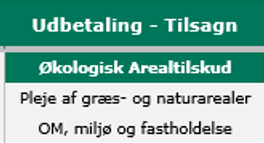 Udbetaling - Tilsagn
Økologisk Arealtilskud
Pleje af græs- og naturarealer
OM, miljø og fastholdelse